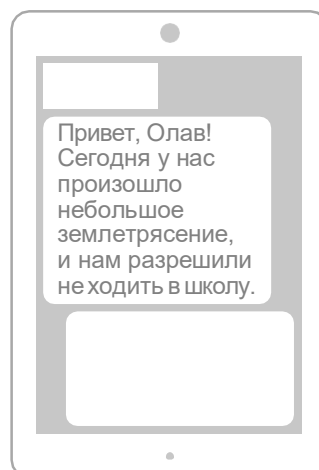 Привет, Олав!
Сегодня у нас
произошло
небольшое
землетрясение,
и нам разрешили
не ходить в школу.